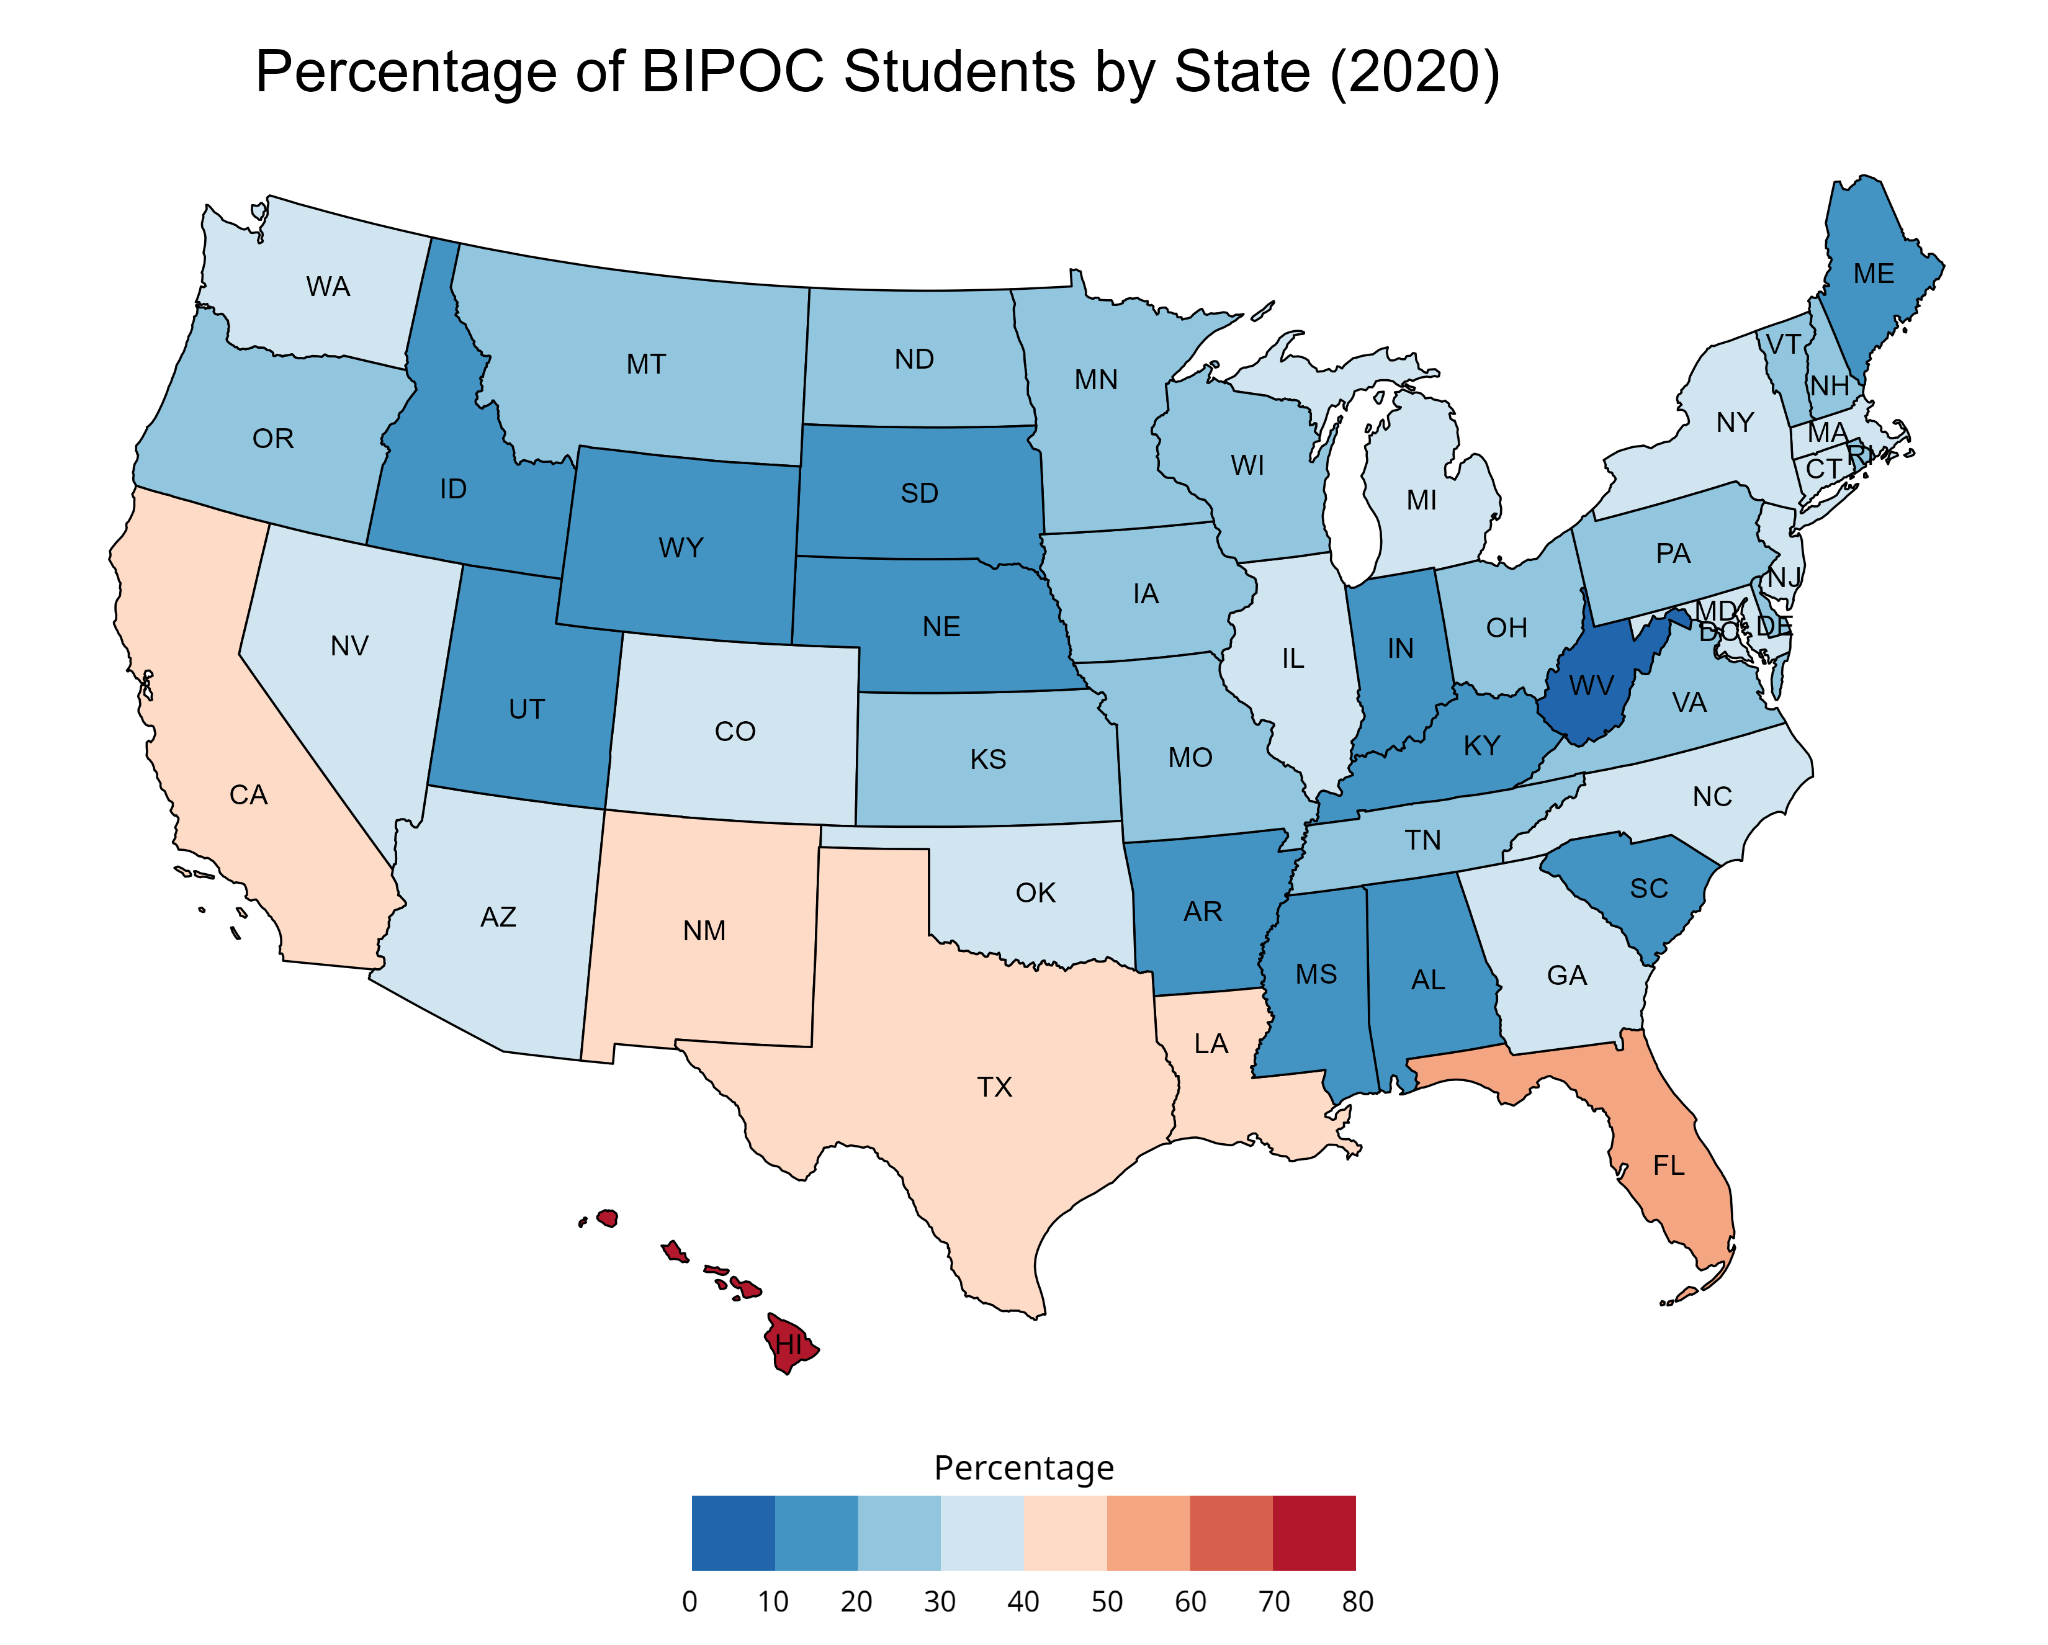 Percentage of BIPOC Students by State (2020)
ME
WA
VT
MT
ND
MN
NH
NY
OR
MA
RI
WI
CT
ID
SD
MI
WY
PA
NJ
IA
MD
NE
OH
DC
DE
NV
IN
IL
WV
UT
VA
CO
KY
KS
MO
CA
NC
TN
OK
SC
AZ
AR
NM
MS
GA
AL
LA
TX
FL
HI
Percentage
0 10 20 30 40 50 60 70 80